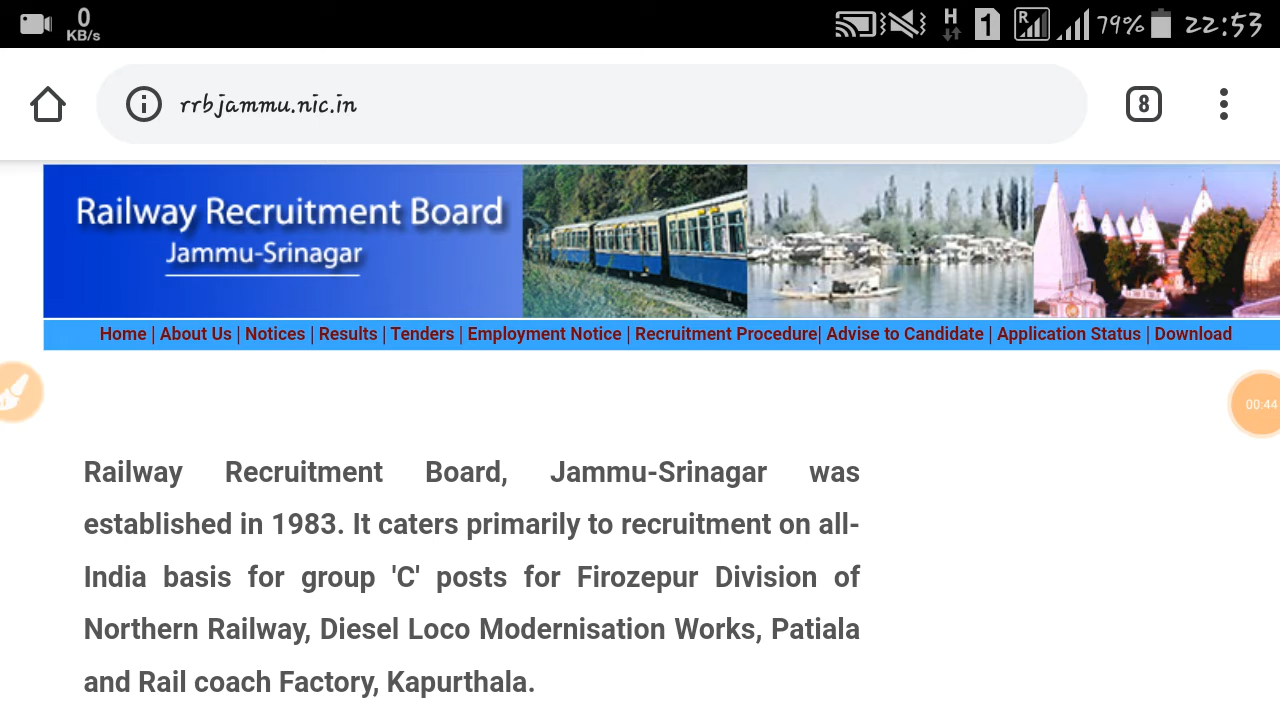 0
KB/s
H
1
R
79%
22:53
rrbjammu.nic.in
8
Railway Recruitment Board
Jammu-Srinagar
Home | About Us | Notices | Results | Tenders | Employment Notice | Recruitment Procedure| Advise to Candidate | Application Status | Download
00:44
Railway Recruitment Board, Jammu-Srinagar was
established in 1983. It caters primarily to recruitment on all-
India basis for group 'C' posts for Firozepur Division of
Northern Railway, Diesel Loco Modernisation Works, Patiala
and Rail coach Factory, Kapurthala.